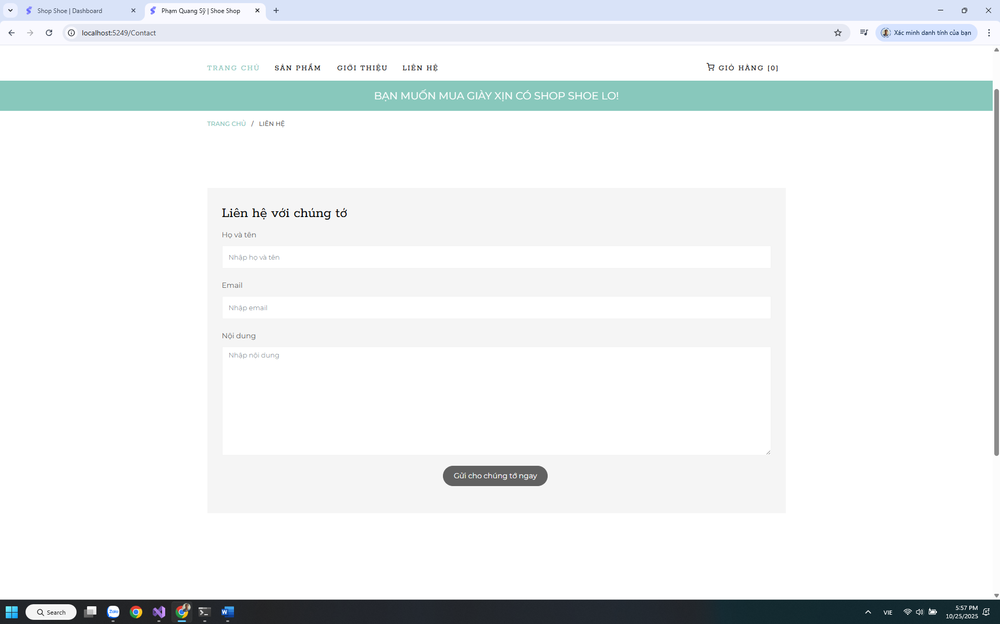 Shop Shoe | Dashboard
Phạm Quang Sỹ | Shoe Shop
localhost:5249/Contact
Xác minh danh tính của bạn
TRANG CHỦ SẢN PHẨM GIỚI THIỆU LIÊN HỆ GIỎ HÀNG [0]
BẠN MUỐN MUA GIÀY XỊN CÓ SHOP SHOE LO!
TRANG CHỦ / LIÊN HỆ
Liên hệ với chúng tớ
Họ và tên
Nhập họ và tên
Email
Nhập email
Nội dung
Nhập nội dung
Gửi cho chúng tớ ngay
Search
Zalo
W
VIE
5:57 PM
10/25/2025